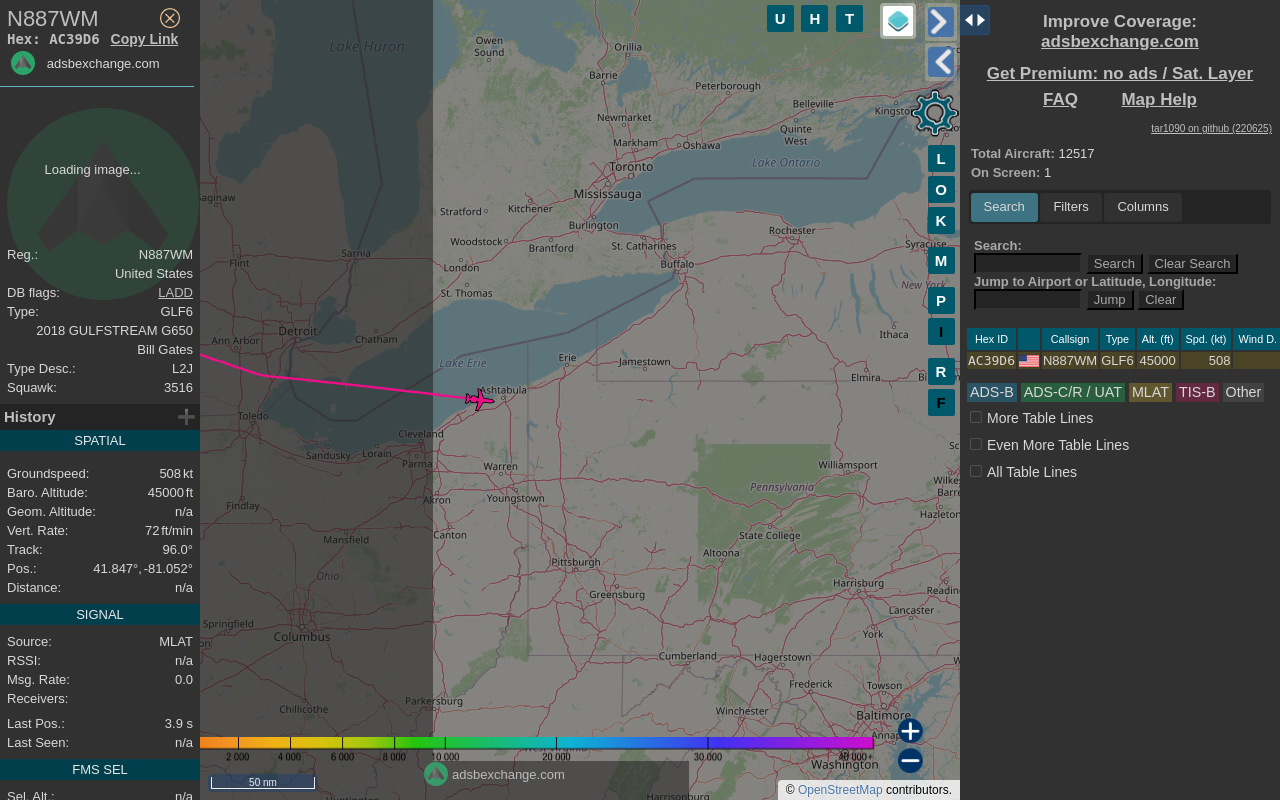 N887WM
Hex: AC39D6 Copy Link
adsbexchange.com
Loading image...
Reg.: N887WM
United States
DB flags: LADD
Type: GLF6
2018 GULFSTREAM G650
Bill Gates
Type Desc.: L2J
Squawk: 3516
History
SPATIAL
Groundspeed: 508 kt
Baro. Altitude: 45000 ft
Geom. Altitude: n/a
Vert. Rate: 72 ft/min
Track: 96.0°
Pos.: 41.847°, -81.052°
Distance: n/a
SIGNAL
Source: MLAT
RSSI: n/a
Msg. Rate: 0.0
Receivers:
Last Pos.: 3.9 s
Last Seen: n/a
FMS SEL
Sel. Alt.: n/a
U H T
L
O
K
M
P
I
R
F
Lake Huron
Owen Sound
Orillia
Barrie
Peterborough
Belleville
Kingston
Newmarket
Quinte West
Markham
Oshawa
Toronto
Lake Ontario
Mississauga
Saginaw
Stratford
Kitchener
Burlington
Rochester
Woodstock
Brantford
St. Catharines
Syracuse
Flint
Sarnia
London
Buffalo
St. Thomas
New York
Detroit
Ann Arbor
Chatham
Ithaca
Lake Erie
Erie
Jamestown
Elmira
Ashtabula
Toledo
Cleveland
Sandusky
Lorain
Parma
Warren
Williamsport
Akron
Youngstown
Pennsylvania
Findlay
Hazleton
Canton
State College
Mansfield
Altoona
Pittsburgh
Ohio
Greensburg
Harrisburg
Lancaster
Springfield
Columbus
York
Cumberland
Hagerstown
Frederick
Towson
Chillicothe
Parkersburg
Winchester
Baltimore
Washington
Harrisonburg
2 000 4 000 6 000 8 000 10 000 20 000 30 000 40 000+
50 nm
adsbexchange.com
© OpenStreetMap contributors.
Improve Coverage:
adsbexchange.com
Get Premium: no ads / Sat. Layer
FAQ Map Help
tar1090 on github (220625)
Total Aircraft: 12517
On Screen: 1
Search Filters Columns
Search:
Search Clear Search
Jump to Airport or Latitude, Longitude:
Jump Clear
Hex ID Callsign Type Alt. (ft) Spd. (kt) Wind D.
AC39D6 N887WM GLF6 45000 508
ADS-B ADS-C/R / UAT MLAT TIS-B Other
More Table Lines
Even More Table Lines
All Table Lines